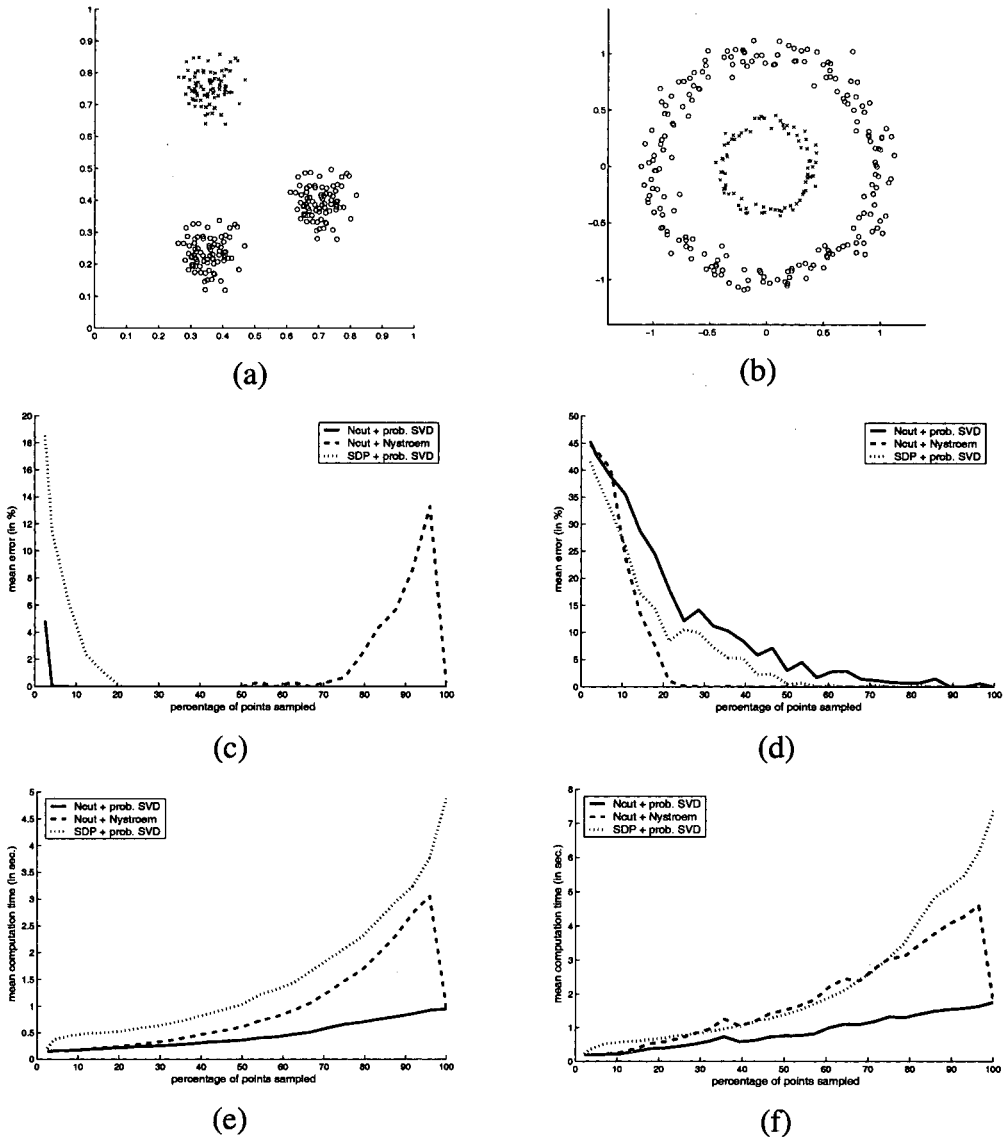 1
0.9
0.8
0.7
0.6
0.5
0.4
0.3
0.2
0.1
0
0 0.1 0.2 0.3 0.4 0.5 0.6 0.7 0.8 0.9 1
(a)
1
0.5
0
−0.5
−1
−1 −0.5 0 0.5 1
(b)
20
18
16
14
12
10
8
6
4
2
0
mean error (in %)
Ncut + prob. SVD
Ncut + Nystroem
SDP + prob. SVD
0 10 20 30 40 50 60 70 80 90 100
percentage of points sampled
(c)
50
45
40
35
30
25
20
15
10
5
0
mean error (in %)
Ncut + prob. SVD
Ncut + Nystroem
SDP + prob. SVD
0 10 20 30 40 50 60 70 80 90 100
percentage of points sampled
(d)
5
4.5
4
3.5
3
2.5
2
1.5
1
0.5
0
mean computation time (in sec.)
Ncut + prob. SVD
Ncut + Nystroem
SDP + prob. SVD
0 10 20 30 40 50 60 70 80 90 100
percentage of points sampled
(e)
8
7
6
5
4
3
2
1
0
mean computation time (in sec.)
Ncut + prob. SVD
Ncut + Nystroem
SDP + prob. SVD
0 10 20 30 40 50 60 70 80 90 100
percentage of points sampled
(f)